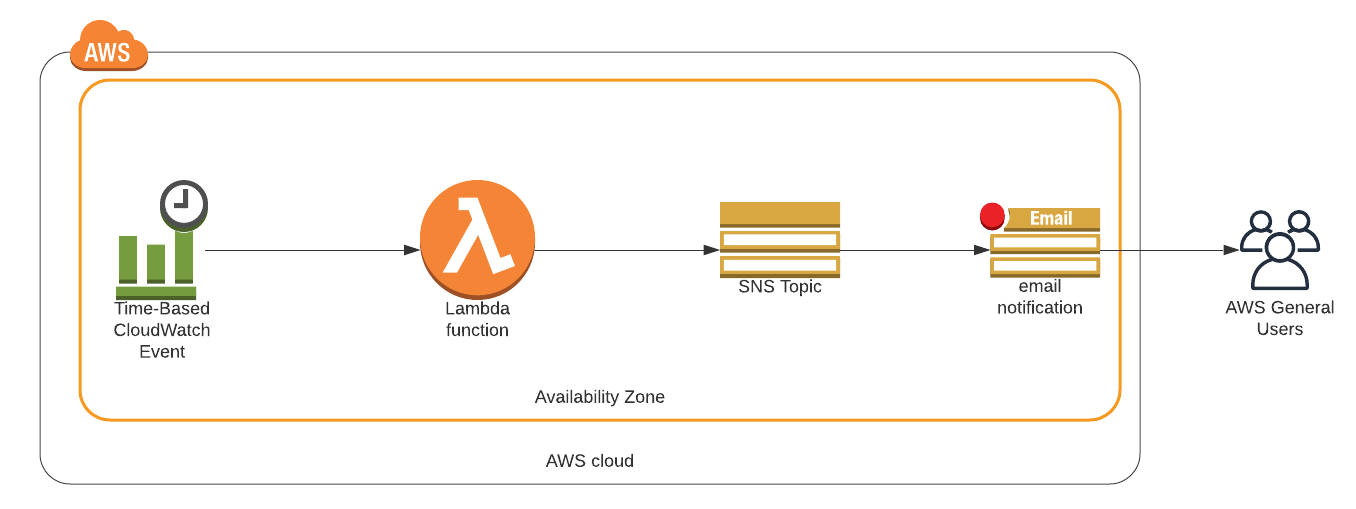 AWS
Email
Time-Based
CloudWatch
Event
Lambda
function
SNS Topic
email
notification
AWS General
Users
Availability Zone
AWS cloud